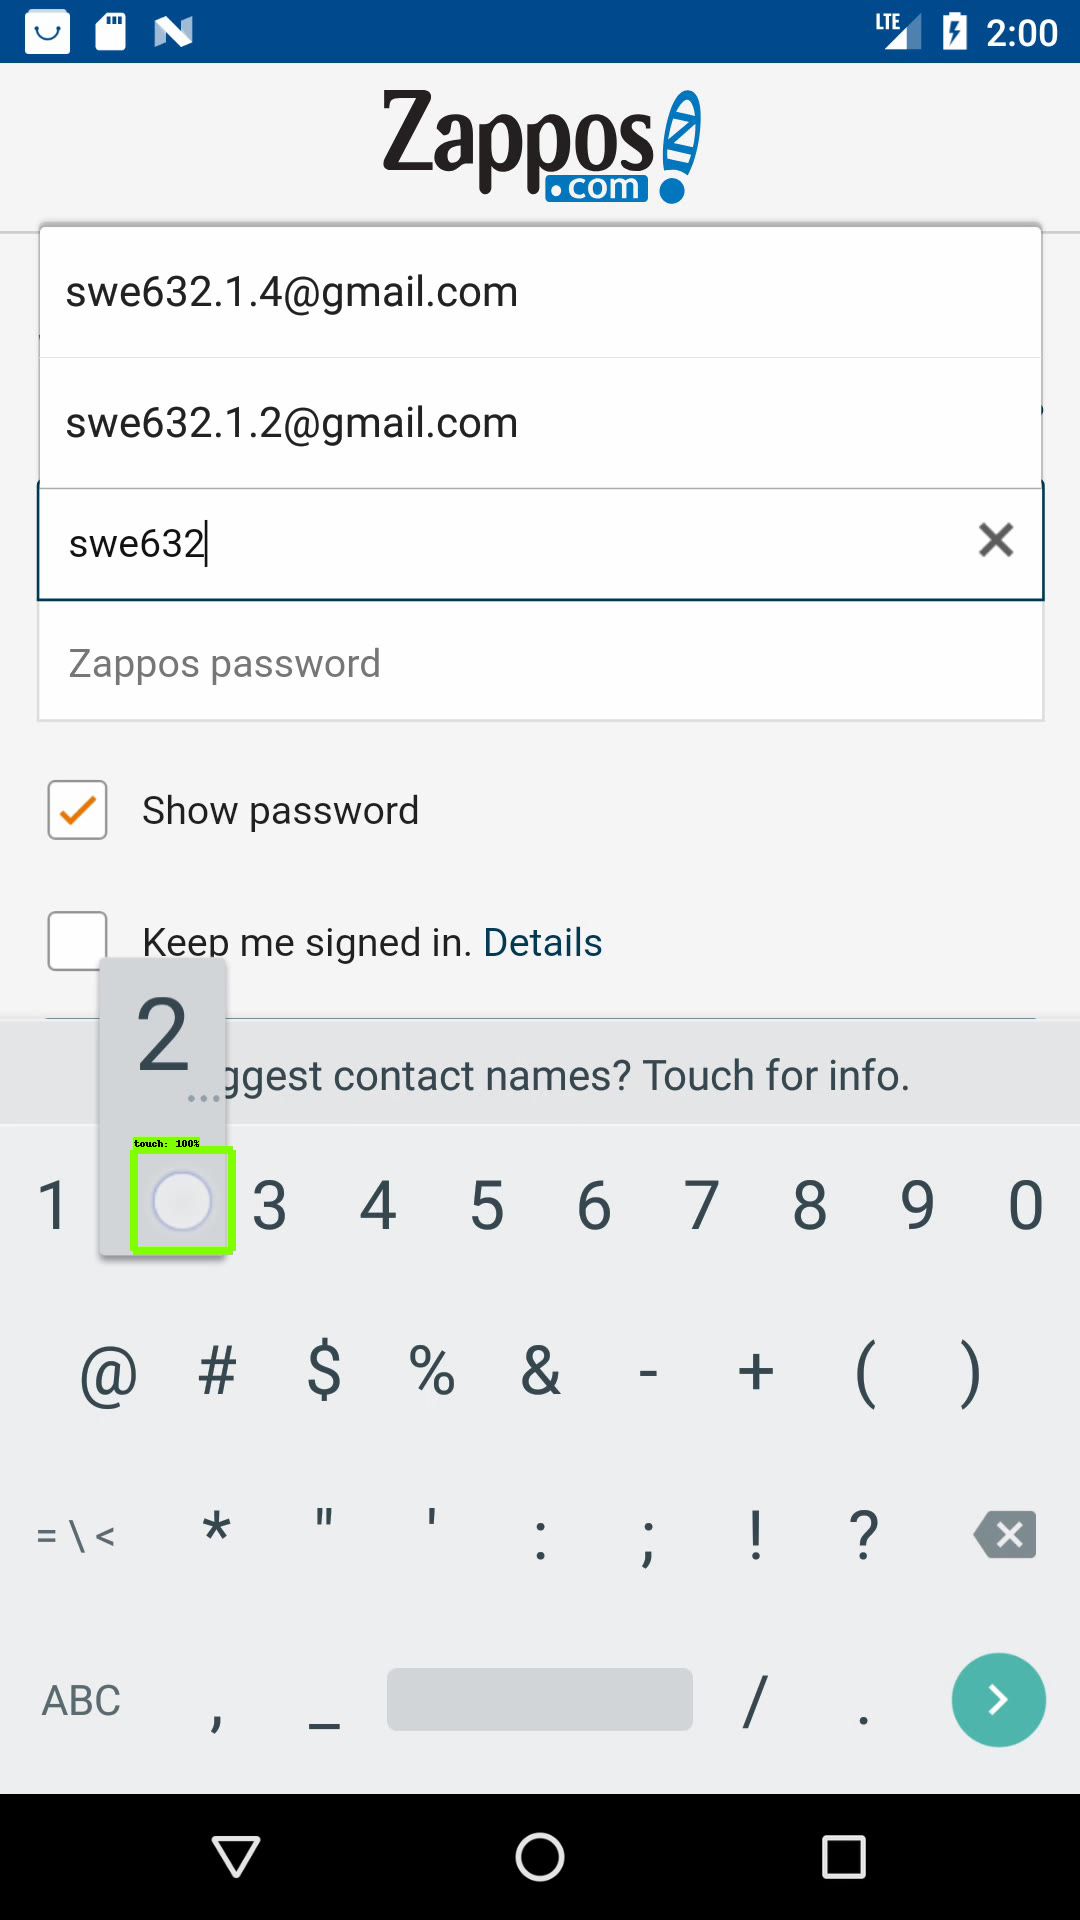 LTE 2:00
Zappos
.com
swe632.1.4@gmail.com
swe632.1.2@gmail.com
swe632
Zappos password
Show password
Keep me signed in. Details
2
...
ggest contact names? Touch for info.
touch: 100%
1 3 4 5 6 7 8 9 0
@ # $ % & - + ( )
= \ < * " ' : ; ! ?
ABC , _ / .